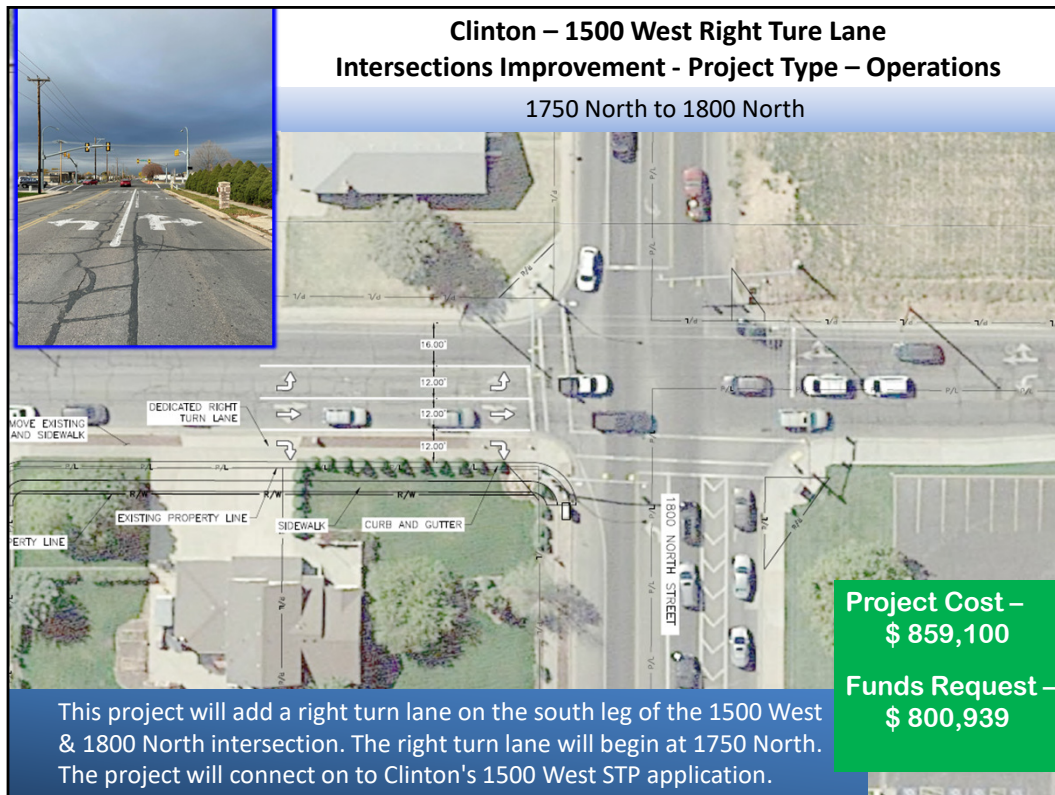 Clinton – 1500 West Right Ture Lane
Intersections Improvement - Project Type – Operations
1750 North to 1800 North
P/L
P/L
P/L
P/L
P/L
P/L
P/L
P/L
P/L
16.00'
12.00'
12.00'
12.00'
P/L
P/L
DEDICATED RIGHT
TURN LANE
MOVE EXISTING
AND SIDEWALK
P/L
P/L
P/L
P/L
P/L
R/W
R/W
R/W
EXISTING PROPERTY LINE
SIDEWALK
CURB AND GUTTER
PERTY LINE
1800 NORTH STREET
P/L
P/L
P/L
P/L
P/L
P/L
Project Cost –
$ 859,100
Funds Request –
$ 800,939
This project will add a right turn lane on the south leg of the 1500 West
& 1800 North intersection. The right turn lane will begin at 1750 North.
The project will connect on to Clinton's 1500 West STP application.